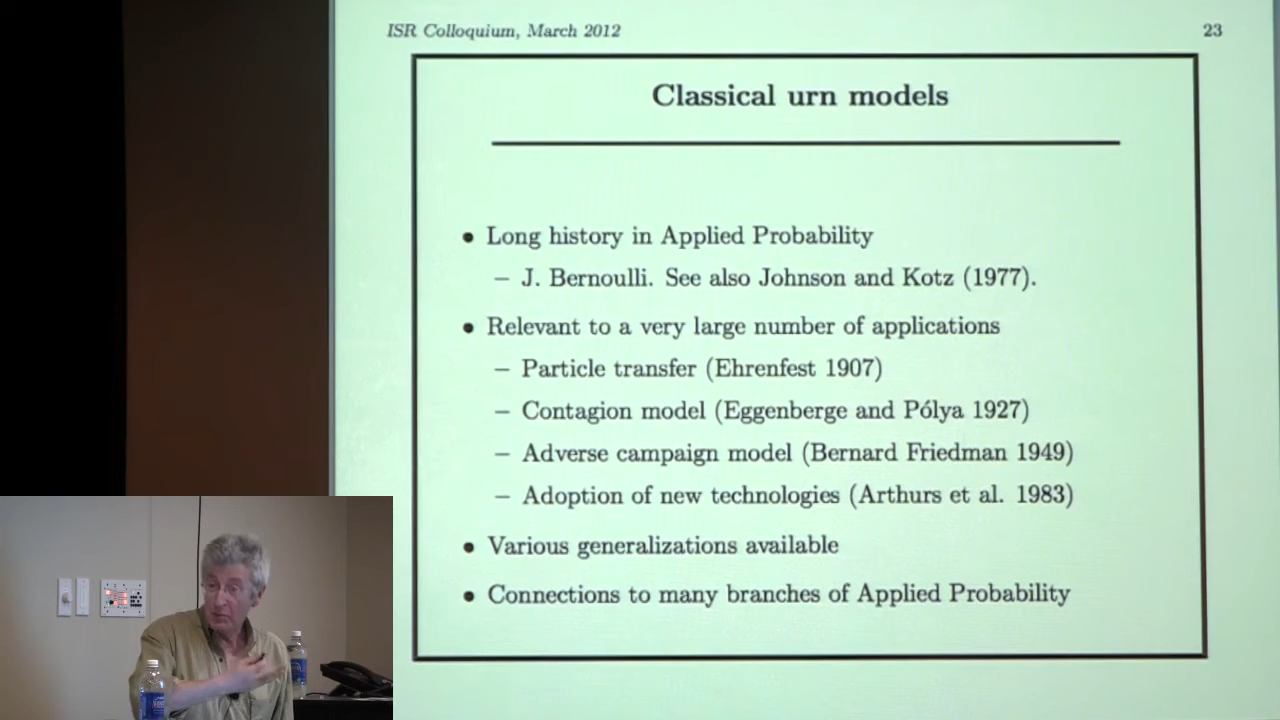 ISR Colloquium, March 2012
23
Classical urn models
• Long history in Applied Probability
– J. Bernoulli. See also Johnson and Kotz (1977).
• Relevant to a very large number of applications
– Particle transfer (Ehrenfest 1907)
– Contagion model (Eggenberge and Pólya 1927)
– Adverse campaign model (Bernard Friedman 1949)
– Adoption of new technologies (Arthurs et al. 1983)
• Various generalizations available
• Connections to many branches of Applied Probability